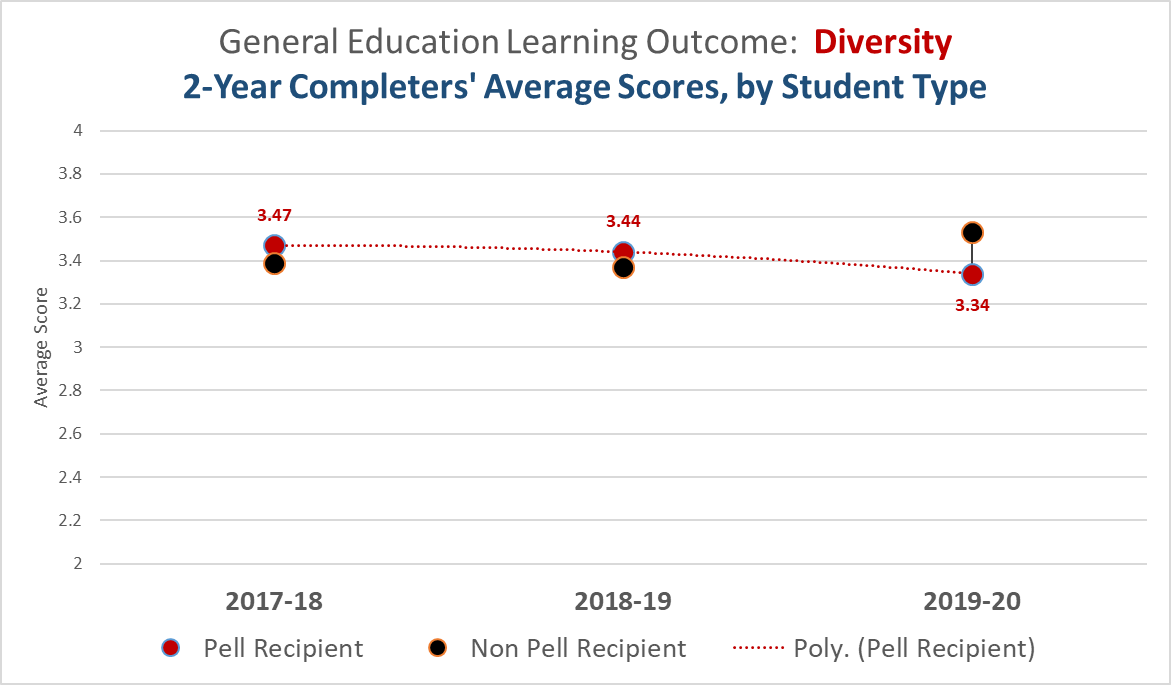 General Education Learning Outcome: Diversity
2-Year Completers' Average Scores, by Student Type
4
3.8
3.6
3.4
3.2
3
2.8
2.6
2.4
2.2
2
Average Score
3.47
3.44
3.34
2017-18
2018-19
2019-20
Pell Recipient
Non Pell Recipient
Poly. (Pell Recipient)